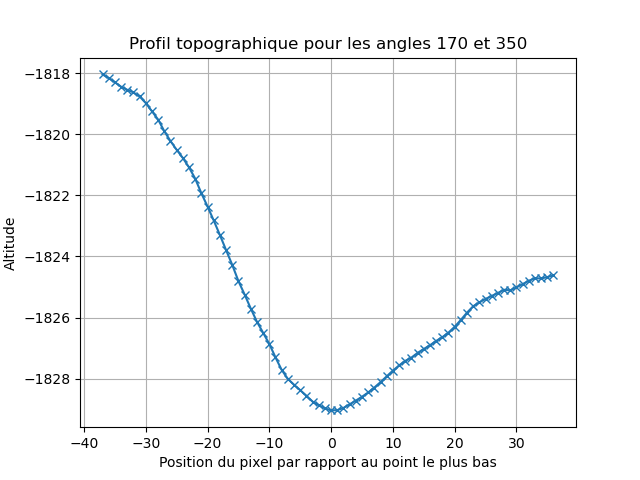 Profil topographique pour les angles 170 et 350
−1818
−1820
−1822
−1824
−1826
−1828
Altitude
−40 −30 −20 −10 0 10 20 30
Position du pixel par rapport au point le plus bas